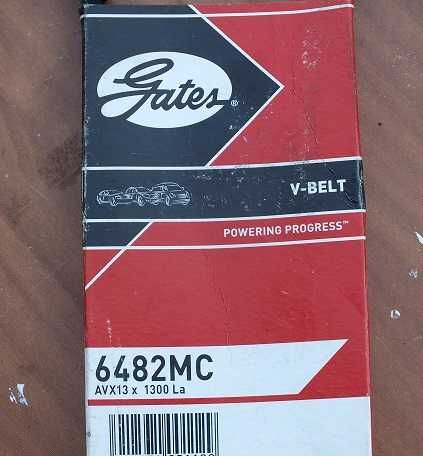 Gates®
V-BELT
POWERING PROGRESS™
6482MC
AVX13 x 1300 La